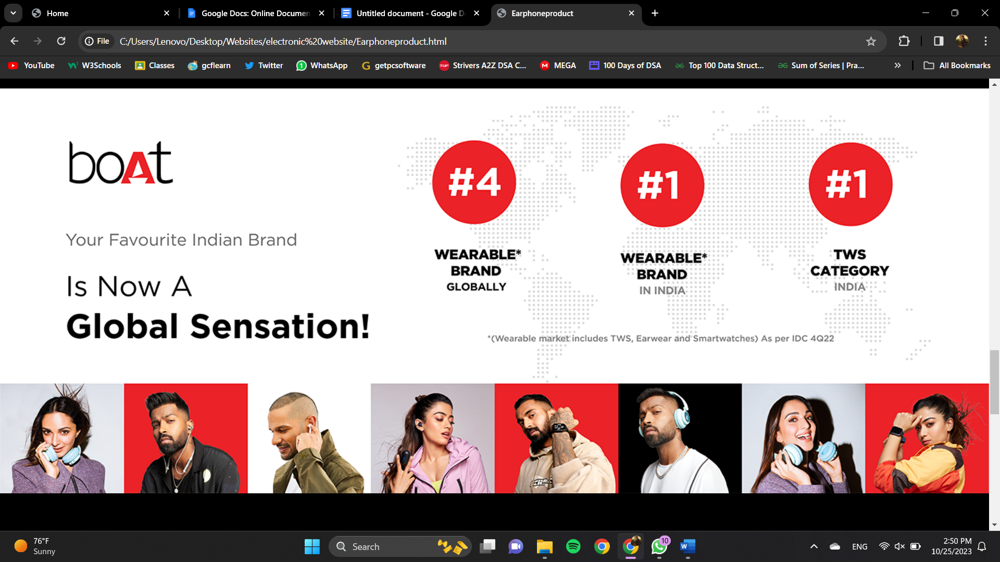 Home
Google Docs: Online Documen
Untitled document - Google D
Earphoneproduct
File
C:/Users/Lenovo/Desktop/Websites/electronic%20website/Earphoneproduct.html
YouTube
W3Schools
Classes
gcflearn
Twitter
WhatsApp
getpcsoftware
Strivers A2Z DSA C...
MEGA
100 Days of DSA
Top 100 Data Struct...
Sum of Series | Pra...
All Bookmarks
boAt
Your Favourite Indian Brand
Is Now A
Global Sensation!
#4
WEARABLE*
BRAND
GLOBALLY
#1
WEARABLE*
BRAND
IN INDIA
#1
TWS
CATEGORY
INDIA
*(Wearable market includes TWS, Earwear and Smartwatches) As per IDC 4Q22
76°F
Sunny
Search
10
ENG
2:50 PM
10/25/2023